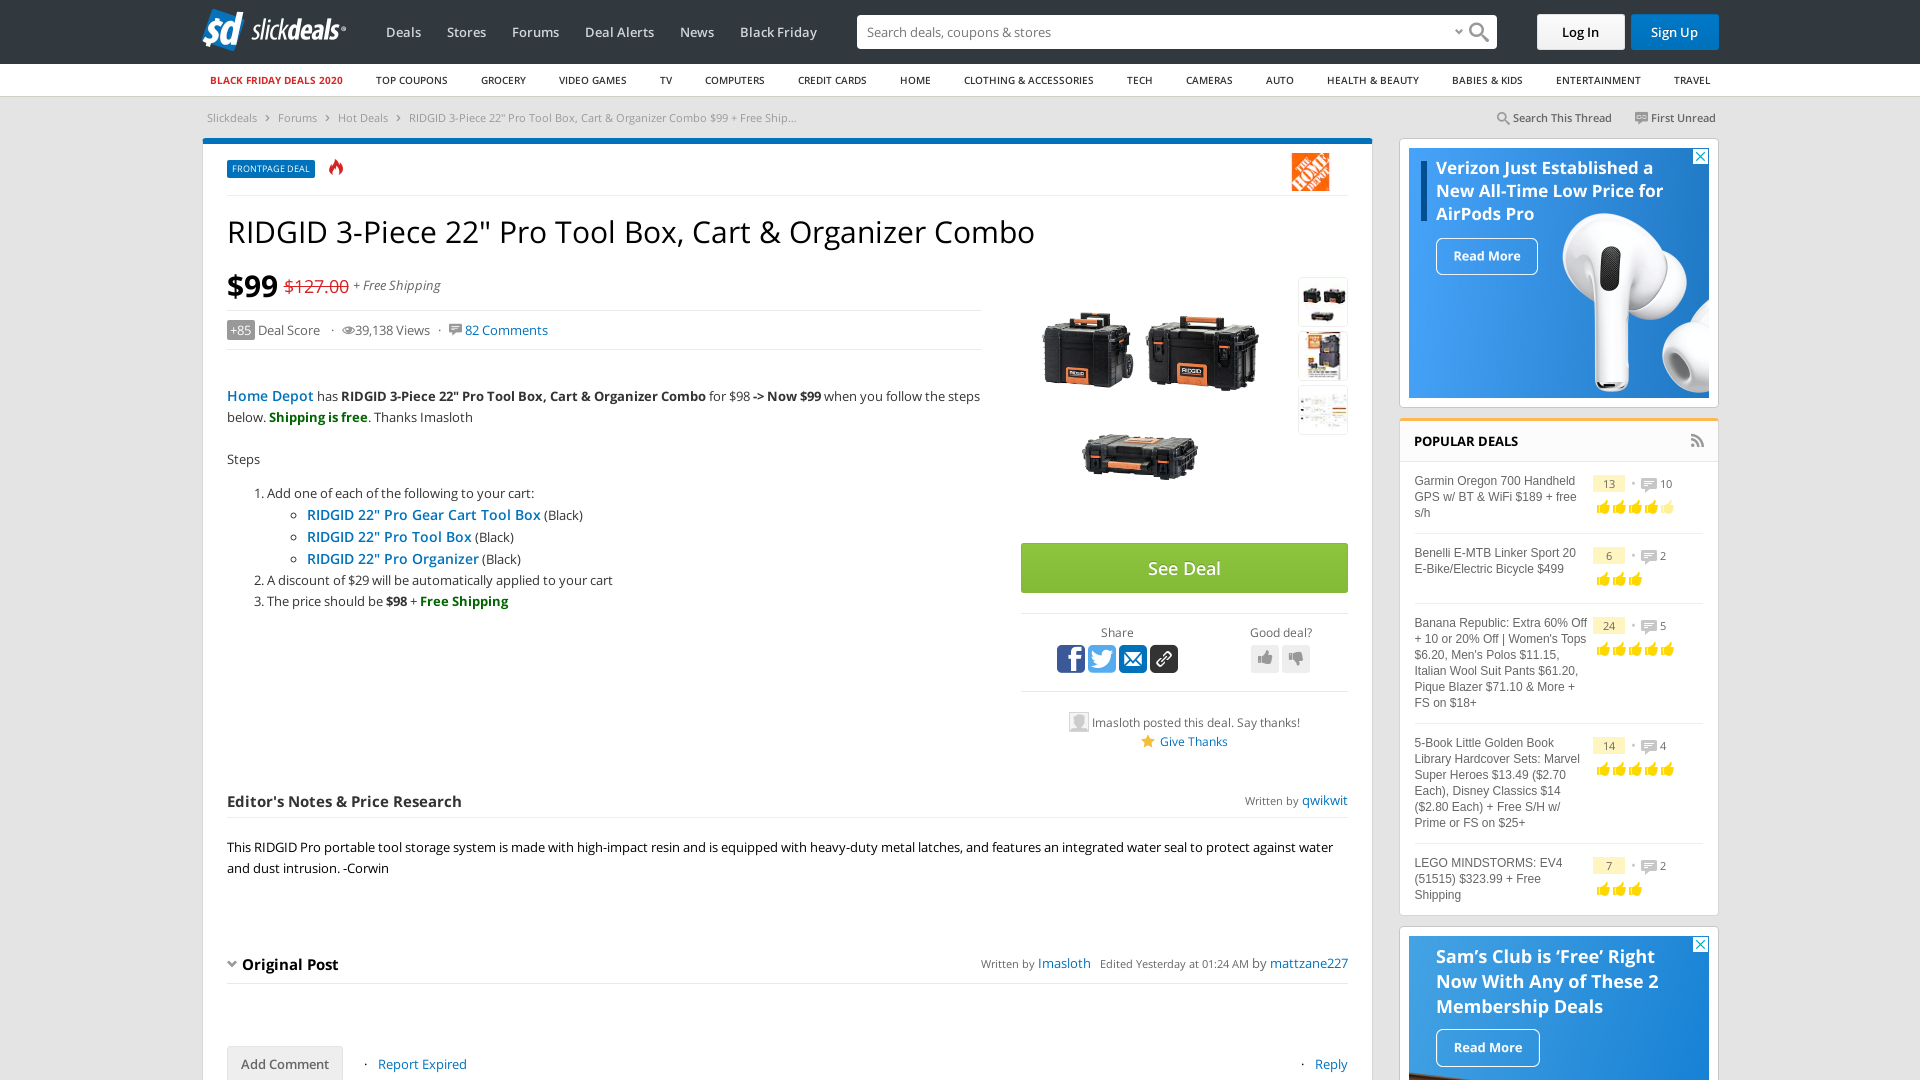 slickdeals
Deals Stores Forums Deal Alerts News Black Friday
Search deals, coupons & stores
Log In
Sign Up
BLACK FRIDAY DEALS 2020 TOP COUPONS GROCERY VIDEO GAMES TV COMPUTERS CREDIT CARDS HOME CLOTHING & ACCESSORIES TECH CAMERAS AUTO HEALTH & BEAUTY BABIES & KIDS ENTERTAINMENT TRAVEL
Slickdeals › Forums › Hot Deals › RIDGID 3-Piece 22" Pro Tool Box, Cart & Organizer Combo $99 + Free Ship...
Search This Thread First Unread
FRONTPAGE DEAL
THE HOME DEPOT
RIDGID 3-Piece 22" Pro Tool Box, Cart & Organizer Combo
$99 $127.00 + Free Shipping
+85 Deal Score · 39,138 Views · 82 Comments
Home Depot has RIDGID 3-Piece 22" Pro Tool Box, Cart & Organizer Combo for $98 -> Now $99 when you follow the steps
below. Shipping is free. Thanks Imasloth
Steps
1. Add one of each of the following to your cart:
RIDGID 22" Pro Gear Cart Tool Box (Black)
RIDGID 22" Pro Tool Box (Black)
RIDGID 22" Pro Organizer (Black)
2. A discount of $29 will be automatically applied to your cart
3. The price should be $98 + Free Shipping
RIDGID
RIDGID
See Deal
Share
Good deal?
Imasloth posted this deal. Say thanks!
Give Thanks
Editor's Notes & Price Research
Written by qwikwit
This RIDGID Pro portable tool storage system is made with high-impact resin and is equipped with heavy-duty metal latches, and features an integrated water seal to protect against water
and dust intrusion. -Corwin
Original Post
Written by Imasloth Edited Yesterday at 01:24 AM by mattzane227
Add Comment
· Report Expired
· Reply
Verizon Just Established a
New All-Time Low Price for
AirPods Pro
Read More
POPULAR DEALS
Garmin Oregon 700 Handheld
GPS w/ BT & WiFi $189 + free
s/h
13 • 10
Benelli E-MTB Linker Sport 20
E-Bike/Electric Bicycle $499
6 • 2
Banana Republic: Extra 60% Off
+ 10 or 20% Off | Women's Tops
$6.20, Men's Polos $11.15,
Italian Wool Suit Pants $61.20,
Pique Blazer $71.10 & More +
FS on $18+
24 • 5
5-Book Little Golden Book
Library Hardcover Sets: Marvel
Super Heroes $13.49 ($2.70
Each), Disney Classics $14
($2.80 Each) + Free S/H w/
Prime or FS on $25+
14 • 4
LEGO MINDSTORMS: EV4
(51515) $323.99 + Free
Shipping
7 • 2
Sam's Club is ‘Free’ Right
Now With Any of These 2
Membership Deals
Read More